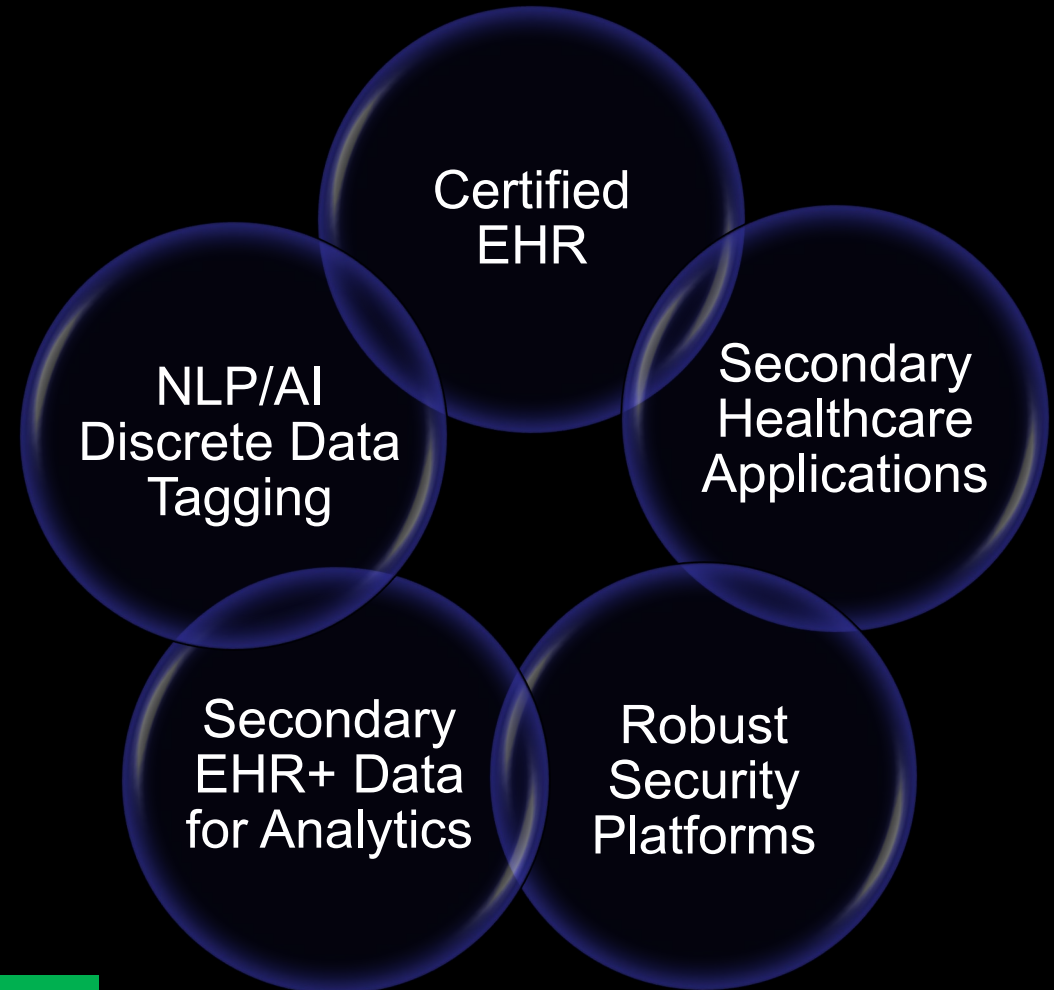 Certified
EHR
Secondary
Healthcare
Applications
Robust
Security
Platforms
Secondary
EHR+ Data
for Analytics
NLP/AI
Discrete Data
Tagging